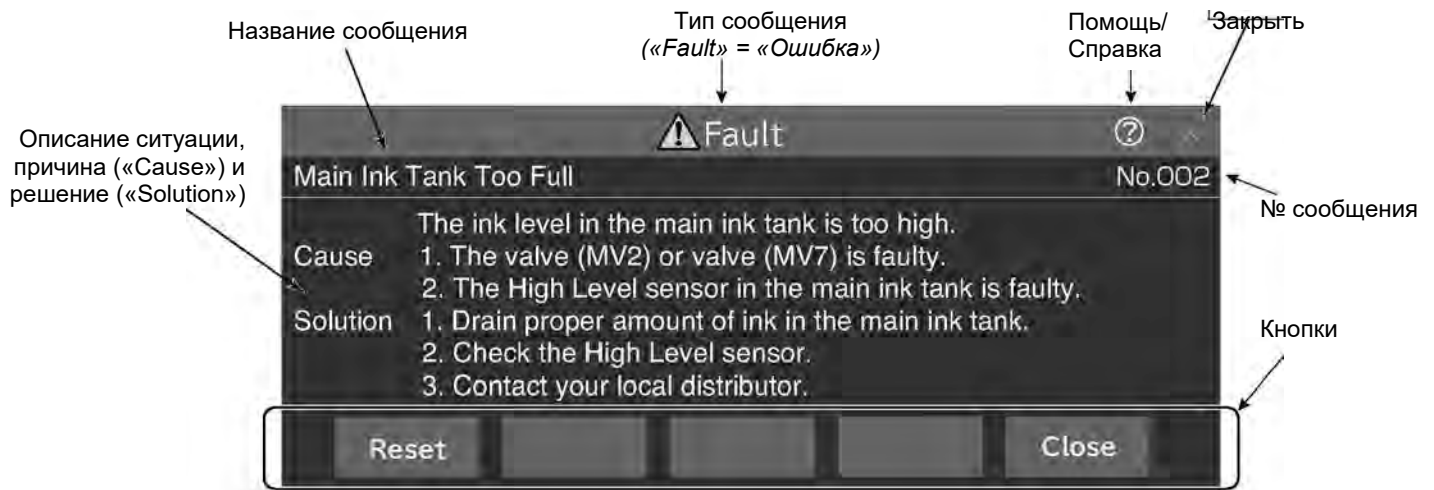 Название сообщения
Тип сообщения
(«Fault» = «Ошибка»)
Помощь/
Справка
Закрыть
Описание ситуации,
причина («Cause») и
решение («Solution»)
Fault
Main Ink Tank Too Full
No.002
№ сообщения
The ink level in the main ink tank is too high.
Cause
1. The valve (MV2) or valve (MV7) is faulty.
2. The High Level sensor in the main ink tank is faulty.
Solution
1. Drain proper amount of ink in the main ink tank.
2. Check the High Level sensor.
3. Contact your local distributor.
Кнопки
Reset
Close